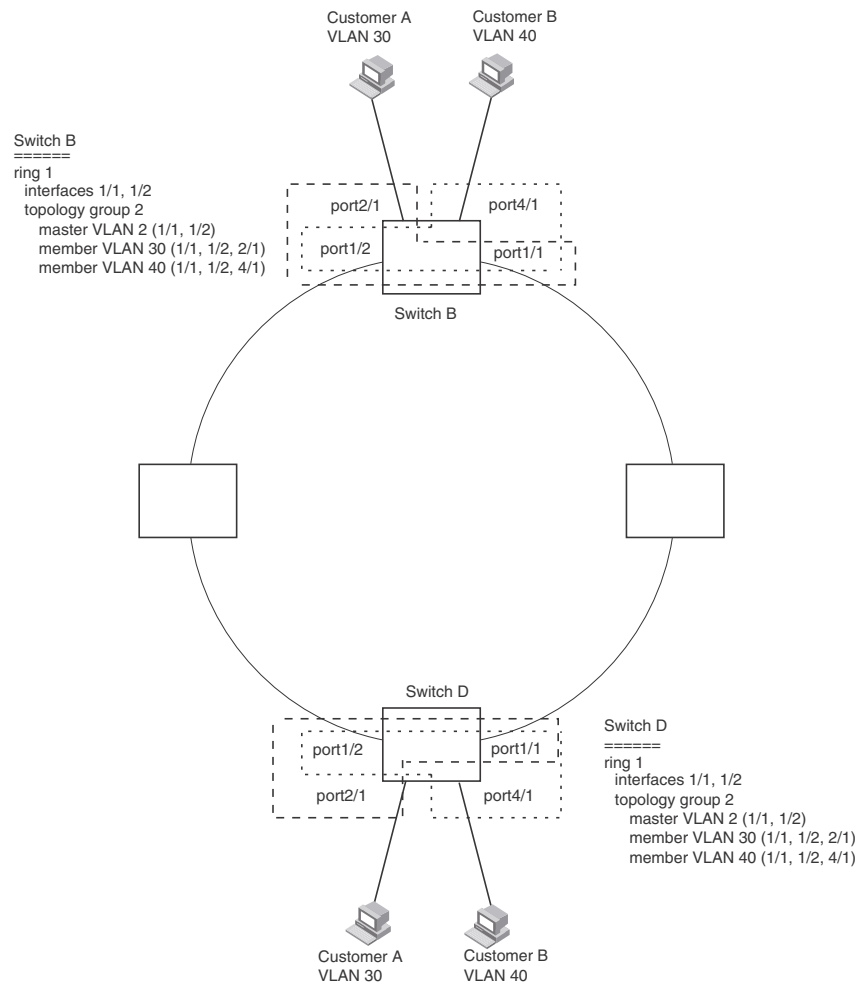 Customer A
VLAN 30
Customer B
VLAN 40
Switch B
======
ring 1
interfaces 1/1, 1/2
topology group 2
master VLAN 2 (1/1, 1/2)
member VLAN 30 (1/1, 1/2, 2/1)
member VLAN 40 (1/1, 1/2, 4/1)
port2/1
port4/1
port1/2
port1/1
Switch B
Switch D
port1/2
port1/1
port2/1
port4/1
Switch D
======
ring 1
interfaces 1/1, 1/2
topology group 2
master VLAN 2 (1/1, 1/2)
member VLAN 30 (1/1, 1/2, 2/1)
member VLAN 40 (1/1, 1/2, 4/1)
Customer A
VLAN 30
Customer B
VLAN 40